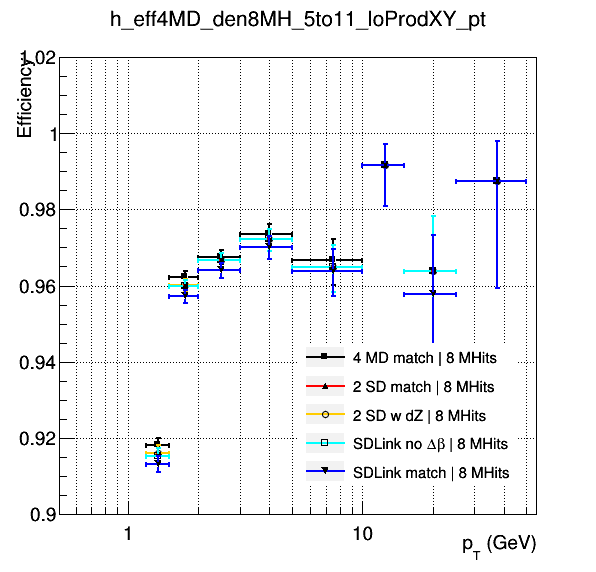 h_eff4MD_den8MH_5to11_loProdXY_pt
Efficiency
1.02
1
0.98
0.96
0.94
0.92
0.9
4 MD match | 8 MHits
2 SD match | 8 MHits
2 SD w dZ | 8 MHits
SDLink no Δβ | 8 MHits
SDLink match | 8 MHits
1
10
p_T (GeV)